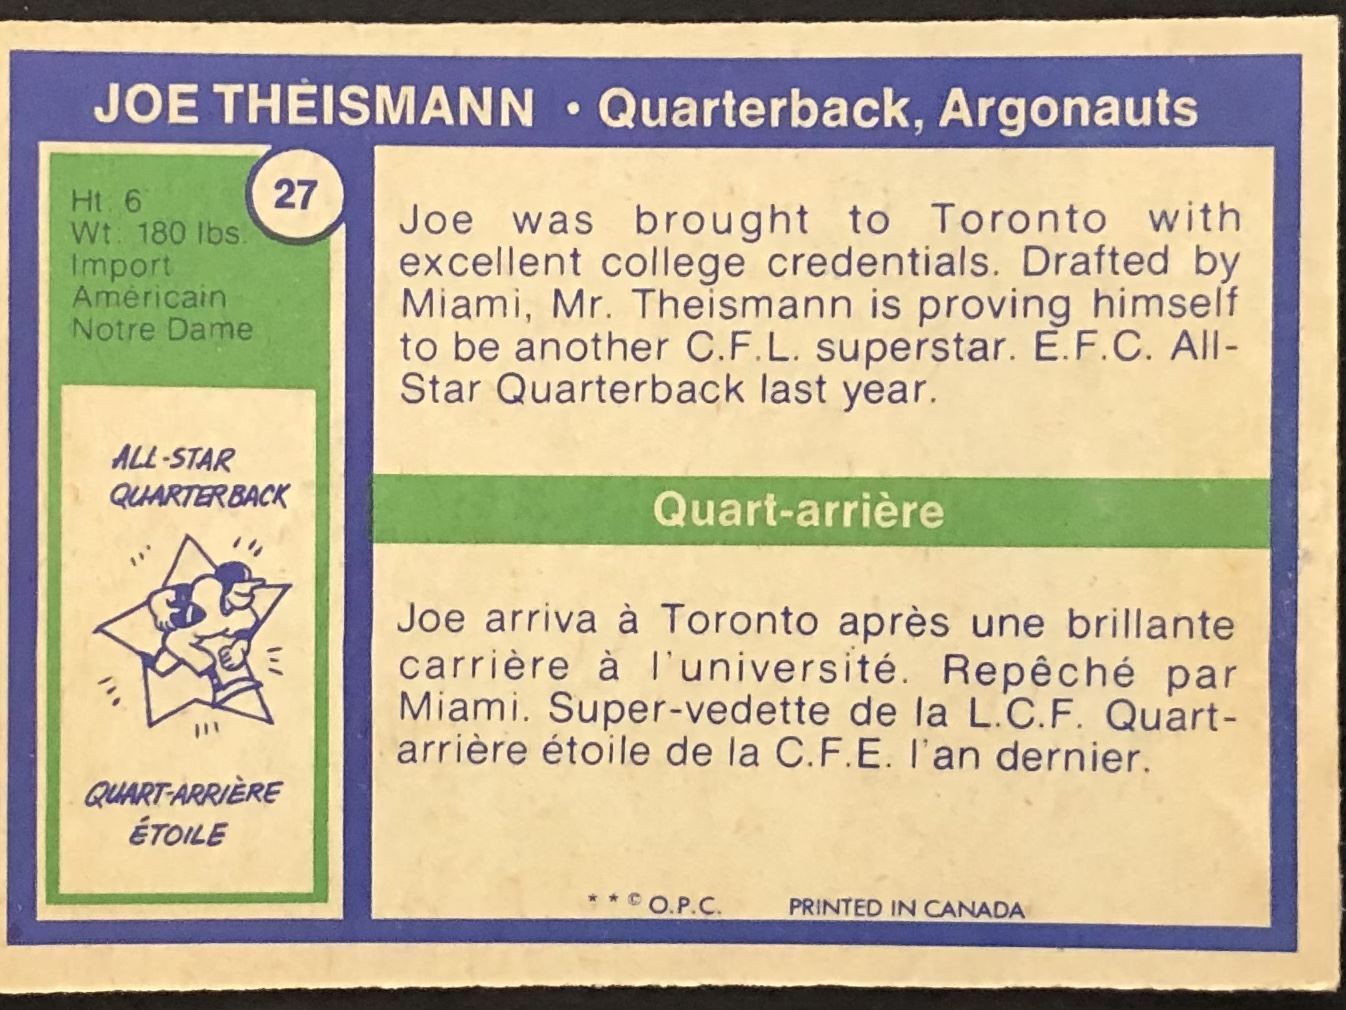 JOE THEISMANN • Quarterback, Argonauts
27
Ht. 6'
Wt. 180 lbs.
Import
Américain
Notre Dame
ALL-STAR
QUARTERBACK
QUART-ARRIÈRE
ÉTOILE
Joe was brought to Toronto with
excellent college credentials. Drafted by
Miami, Mr. Theismann is proving himself
to be another C.F.L. superstar. E.F.C. All-
Star Quarterback last year.
Quart-arrière
Joe arriva à Toronto après une brillante
carrière à l'université. Repêché par
Miami. Super-vedette de la L.C.F. Quart-
arrière étoile de la C.F.E. l'an dernier.
* * © O.P.C. PRINTED IN CANADA